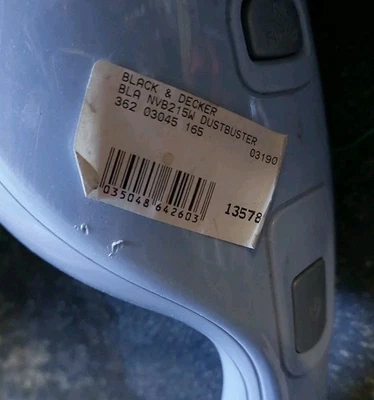 BLACK & DECKER
BLA NVB215W DUSTBUSTER
362 03045 165
03190
035048 642603
13578